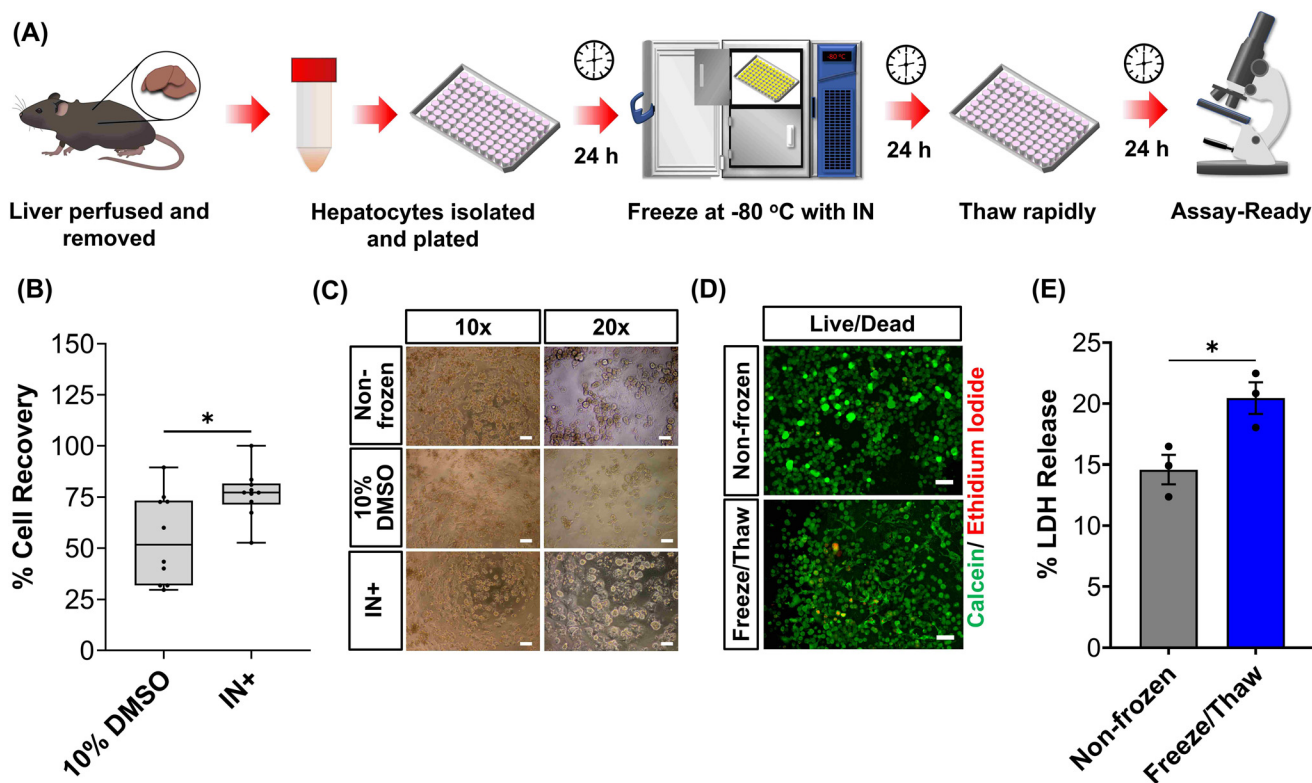 (A)
-80 °C
24 h
24 h
24 h
Liver perfused and
removed
Hepatocytes isolated
and plated
Freeze at -80 °C with IN
Thaw rapidly
Assay-Ready
(B)
% Cell Recovery
150
125
100
75
50
25
0
*
10% DMSO
IN+
(C)
10x
20x
Non-
frozen
10%
DMSO
IN+
(D)
Live/Dead
Non-frozen
Freeze/Thaw
Calcein/ Ethidium Iodide
(E)
% LDH Release
25
20
15
10
5
0
*
Non-frozen
Freeze/Thaw